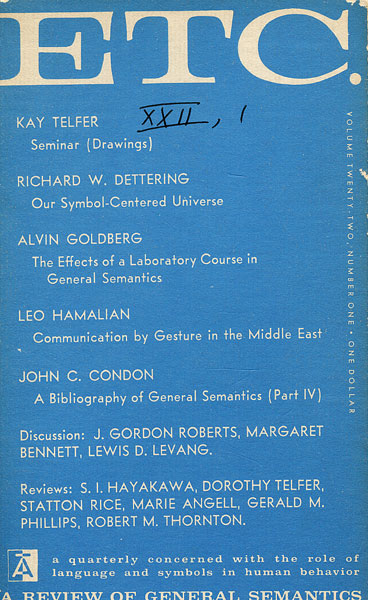 ETC.
XXII, 1
KAY TELFER
Seminar (Drawings)
RICHARD W. DETTERING
Our Symbol-Centered Universe
ALVIN GOLDBERG
The Effects of a Laboratory Course in
General Semantics
LEO HAMALIAN
Communication by Gesture in the Middle East
JOHN C. CONDON
A Bibliography of General Semantics (Part IV)
Discussion: J. GORDON ROBERTS, MARGARET
BENNETT, LEWIS D. LEVANG.
Reviews: S. I. HAYAKAWA, DOROTHY TELFER,
STATTON RICE, MARIE ANGELL, GERALD M.
PHILLIPS, ROBERT M. THORNTON.
VOLUME TWENTY-TWO, NUMBER ONE • ONE DOLLAR
Ā
a quarterly concerned with the role of
language and symbols in human behavior
A REVIEW OF GENERAL SEMANTICS